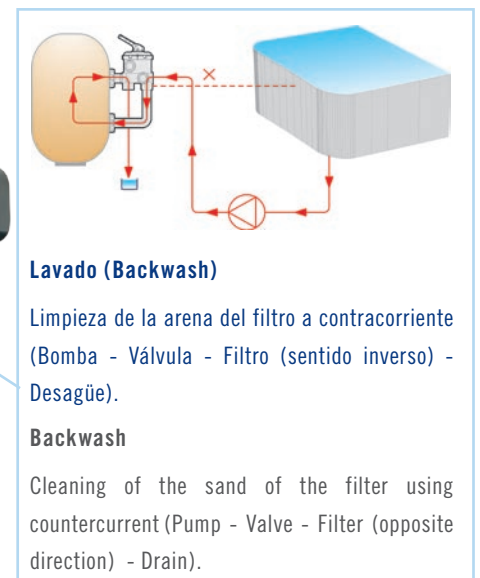 Lavado (Backwash)
Limpieza de la arena del filtro a contracorriente
(Bomba - Válvula - Filtro (sentido inverso) -
Desagüe).
Backwash
Cleaning of the sand of the filter using
countercurrent (Pump - Valve - Filter (opposite
direction) - Drain).